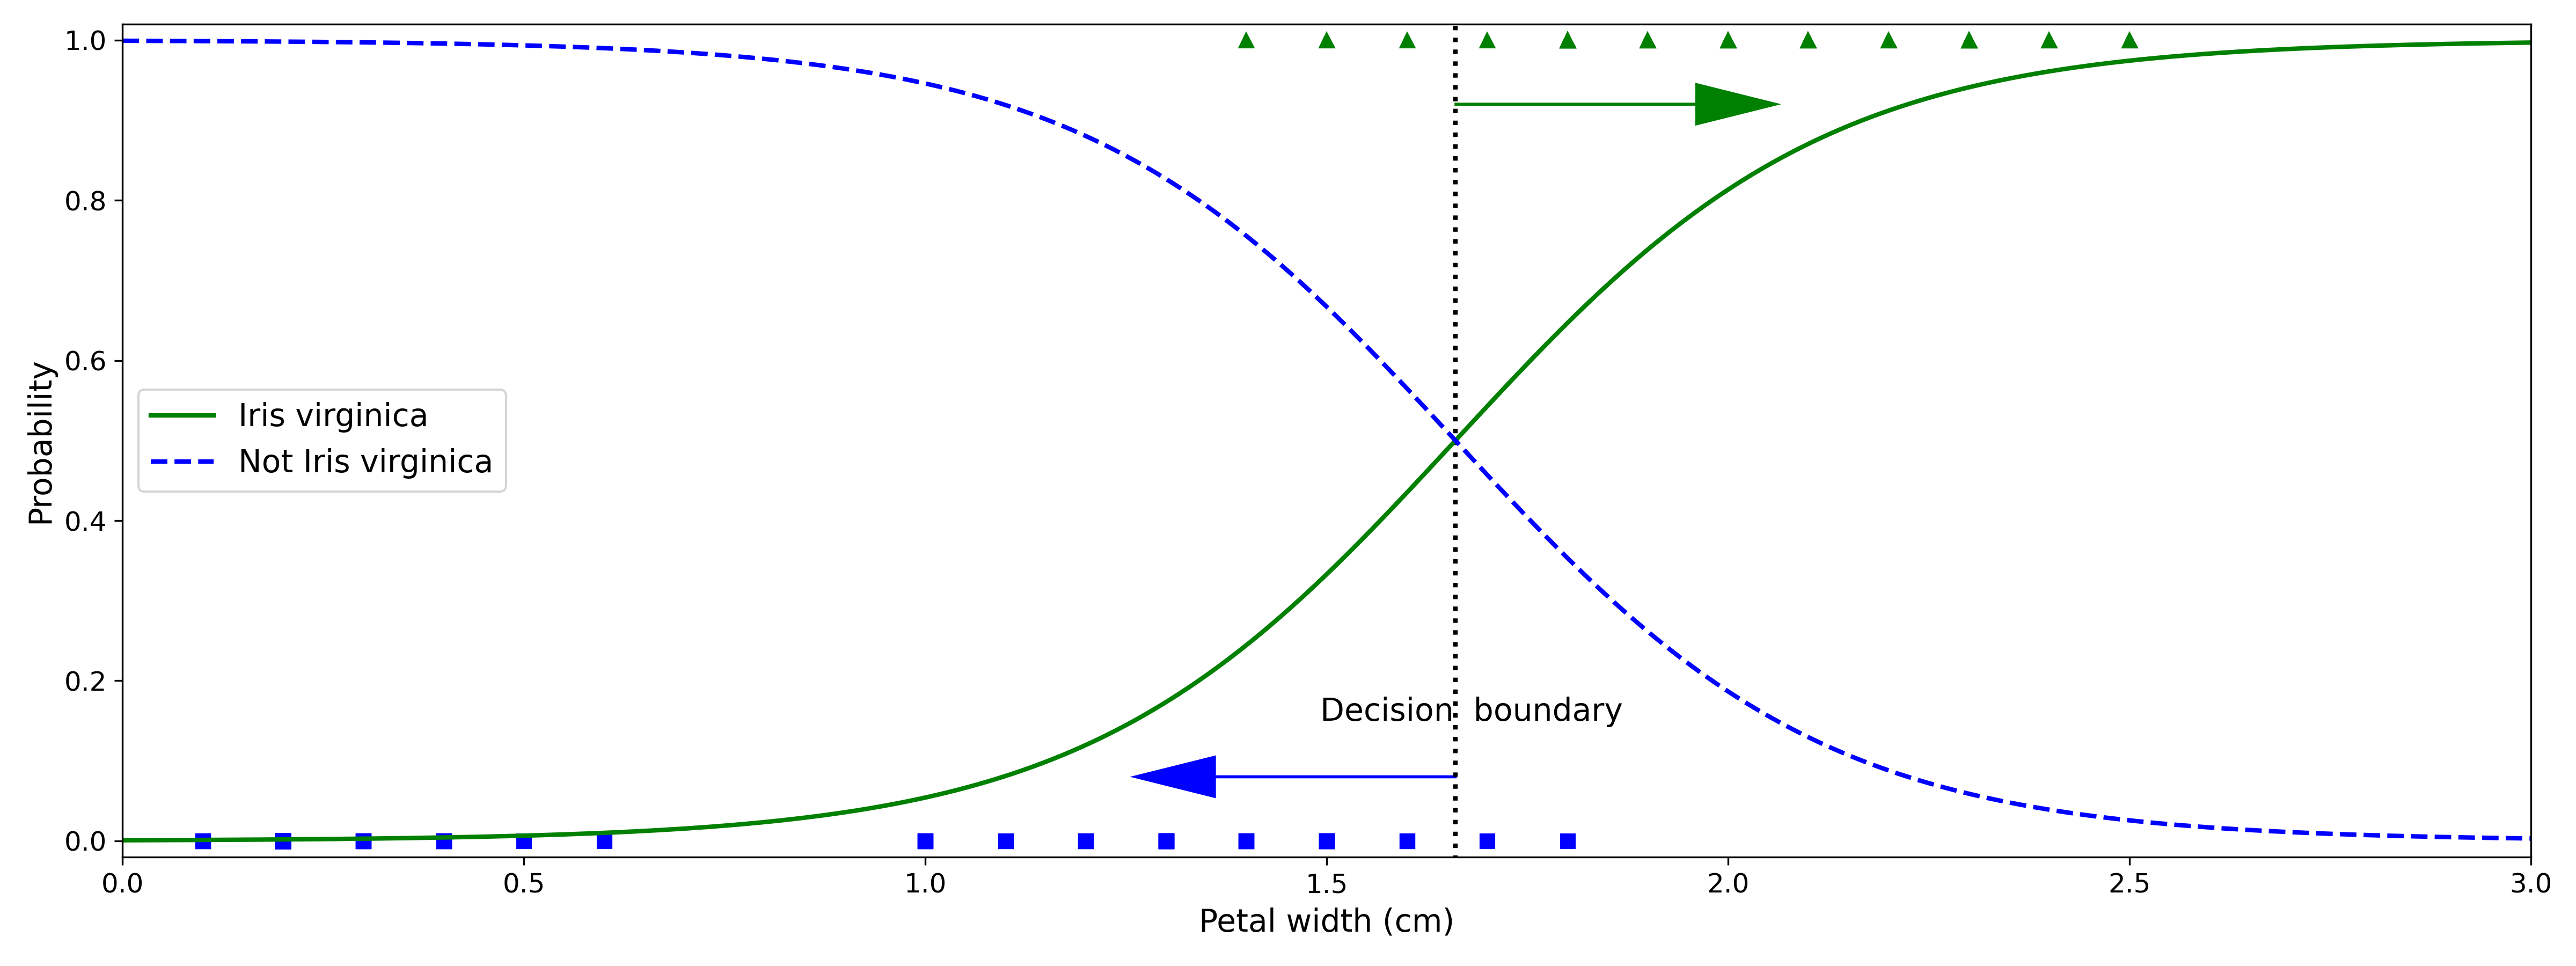 1.0
0.8
0.6
0.4
0.2
0.0
Probability
Iris virginica
Not Iris virginica
Decision boundary
0.0 0.5 1.0 1.5 2.0 2.5 3.0
Petal width (cm)